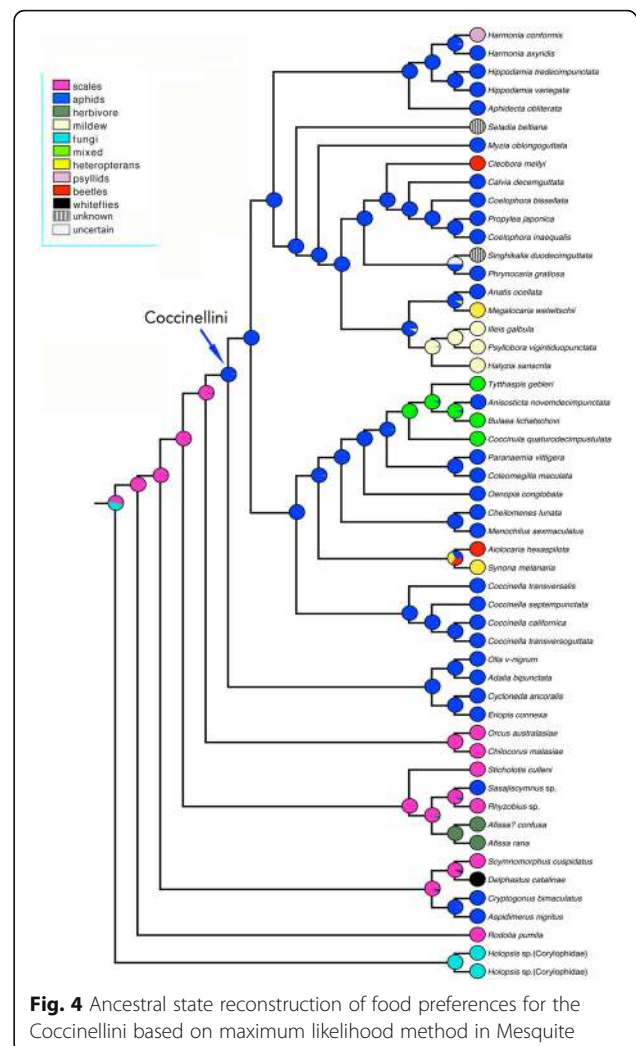 scales
aphids
herbivore
mildew
fungi
mixed
heteropterans
psyllids
beetles
whiteflies
unknown
uncertain
Coccinellini
Harmonia conformis
Harmonia axyridis
Hippodamia tredecimpunctata
Hippodamia variegata
Aphidecta obliterata
Seladia beltiana
Myzia oblongoguttata
Cleobora mellyi
Calvia decemguttata
Coelophora bissellata
Propylea japonica
Coelophora inaequalis
Singhikalia duodecimguttata
Phrynocaria gratiosa
Anatis ocellata
Megalocaria welwitschii
Illeis galbula
Psyllobora vigintiduopunctata
Halyzia sanscrita
Tytthaspis gebleri
Anisosticta novemdecimpunctata
Bulaea lichatschovi
Coccinula quatuordecimpustulata
Paranaemia vittigera
Coleomegilla maculata
Oenopia conglobata
Cheilomenes lunata
Menochilus sexmaculatus
Aiolocaria hexaspilota
Synona melanaria
Coccinella transversalis
Coccinella septempunctata
Coccinella californica
Coccinella transversoguttata
Olla v-nigrum
Adalia bipunctata
Cycloneda ancoralis
Eriopis connexa
Orcus australasiae
Chilocorus malasiae
Sticholotis culleni
Sasajiscymnus sp.
Rhyzobius sp.
Afissa? confusa
Afissa rana
Scymnomorphus cuspidatus
Delphastus catalinae
Cryptogonus bimaculatus
Aspidimerus nigritus
Rodolia pumila
Holopsis sp.(Corylophidae)
Holopsis sp.(Corylophidae)
Fig. 4 Ancestral state reconstruction of food preferences for the
Coccinellini based on maximum likelihood method in Mesquite